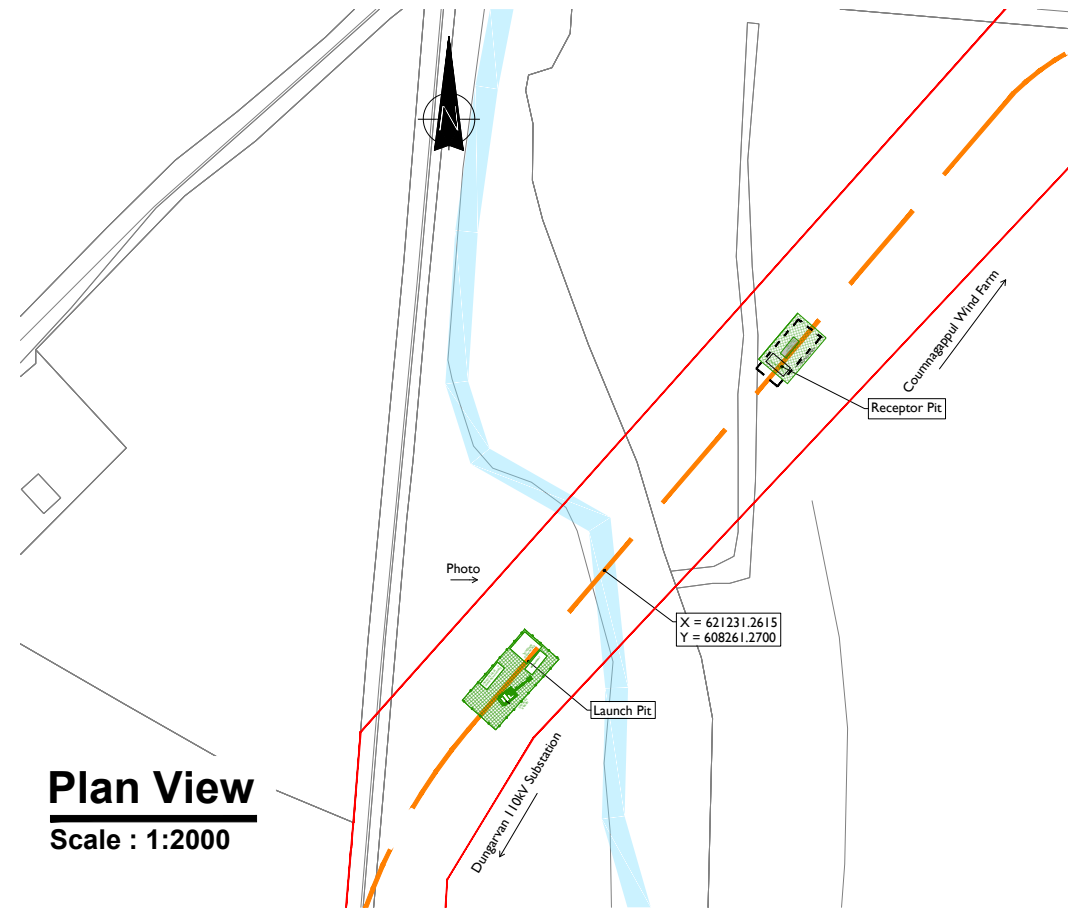 N
Coumnagappul Wind Farm
Receptor Pit
Photo
X = 621231.2615
Y = 608261.2700
Launch Pit
Dungarvan 110kV Substation
Plan View
Scale : 1:2000